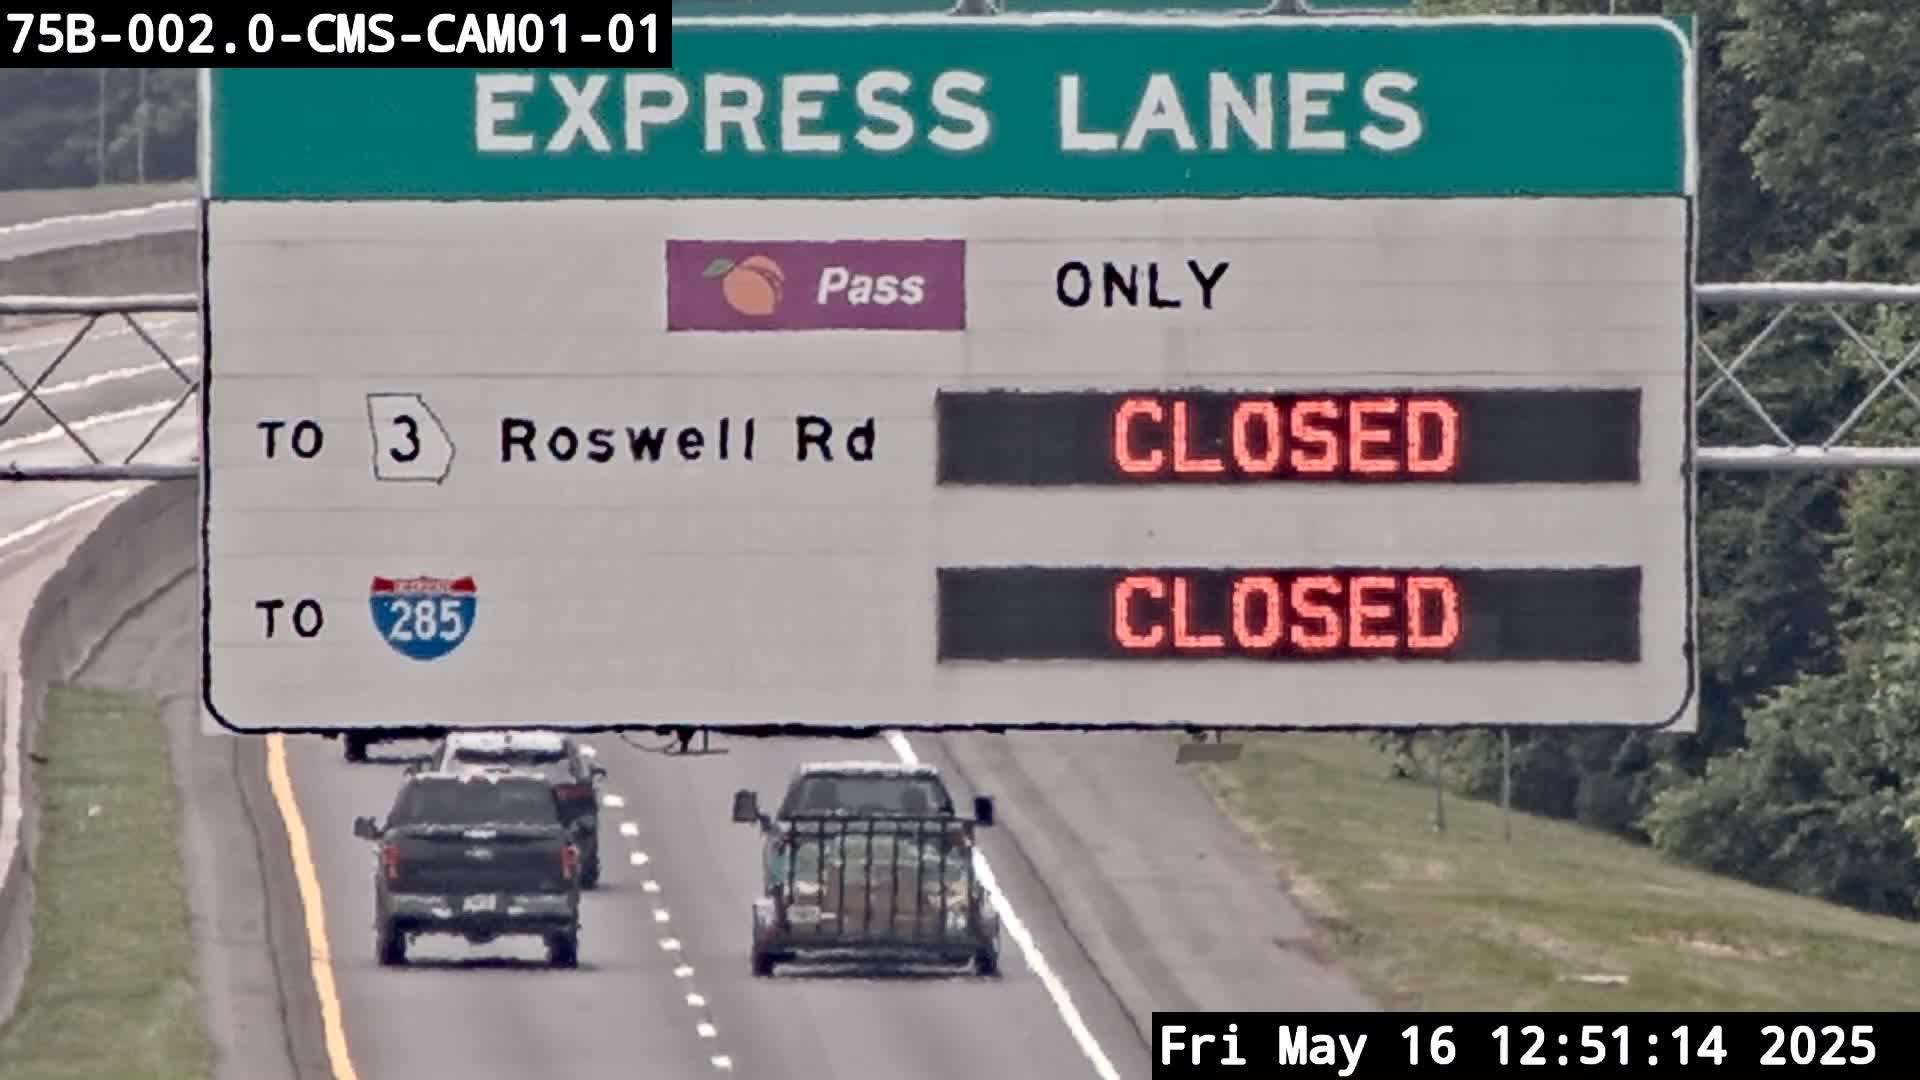 75B-002.0-CMS-CAM01-01
EXPRESS LANES
Pass ONLY
TO 3 Roswell Rd CLOSED
TO 285 CLOSED
Fri May 16 12:51:14 2025